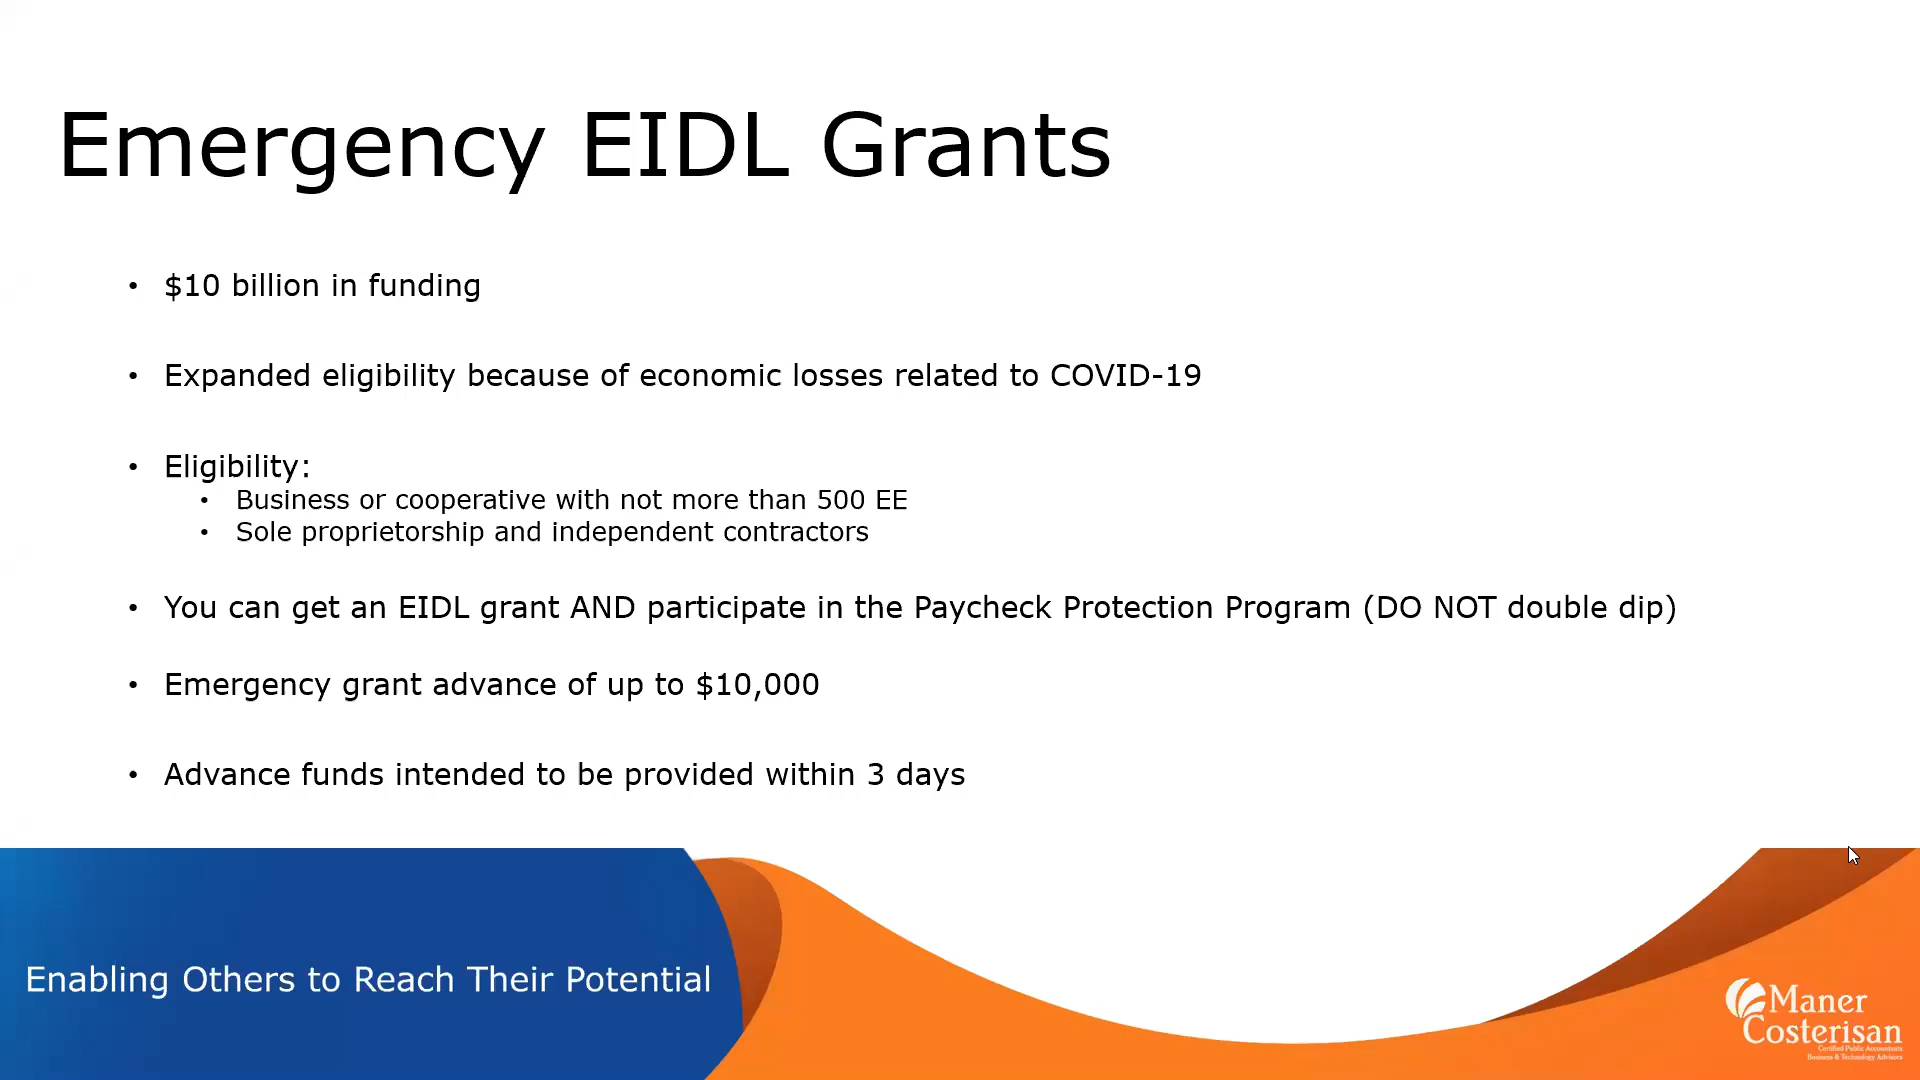 Emergency EIDL Grants
• $10 billion in funding
• Expanded eligibility because of economic losses related to COVID-19
• Eligibility:
• Business or cooperative with not more than 500 EE
• Sole proprietorship and independent contractors
• You can get an EIDL grant AND participate in the Paycheck Protection Program (DO NOT double dip)
• Emergency grant advance of up to $10,000
• Advance funds intended to be provided within 3 days
Enabling Others to Reach Their Potential
Maner
Costerisan
Certified Public Accountants
Business & Technology Advisors